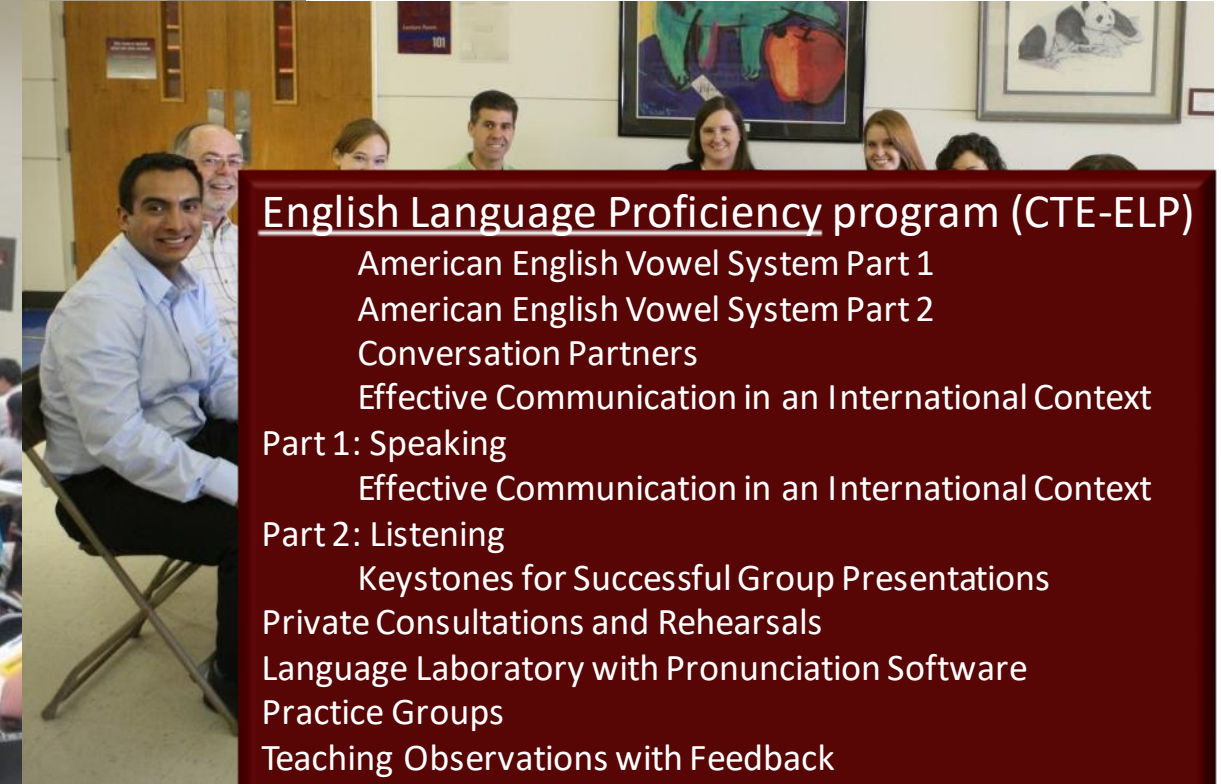 101
English Language Proficiency program (CTE-ELP)
American English Vowel System Part 1
American English Vowel System Part 2
Conversation Partners
Effective Communication in an International Context
Part 1: Speaking
Effective Communication in an International Context
Part 2: Listening
Keystones for Successful Group Presentations
Private Consultations and Rehearsals
Language Laboratory with Pronunciation Software
Practice Groups
Teaching Observations with Feedback